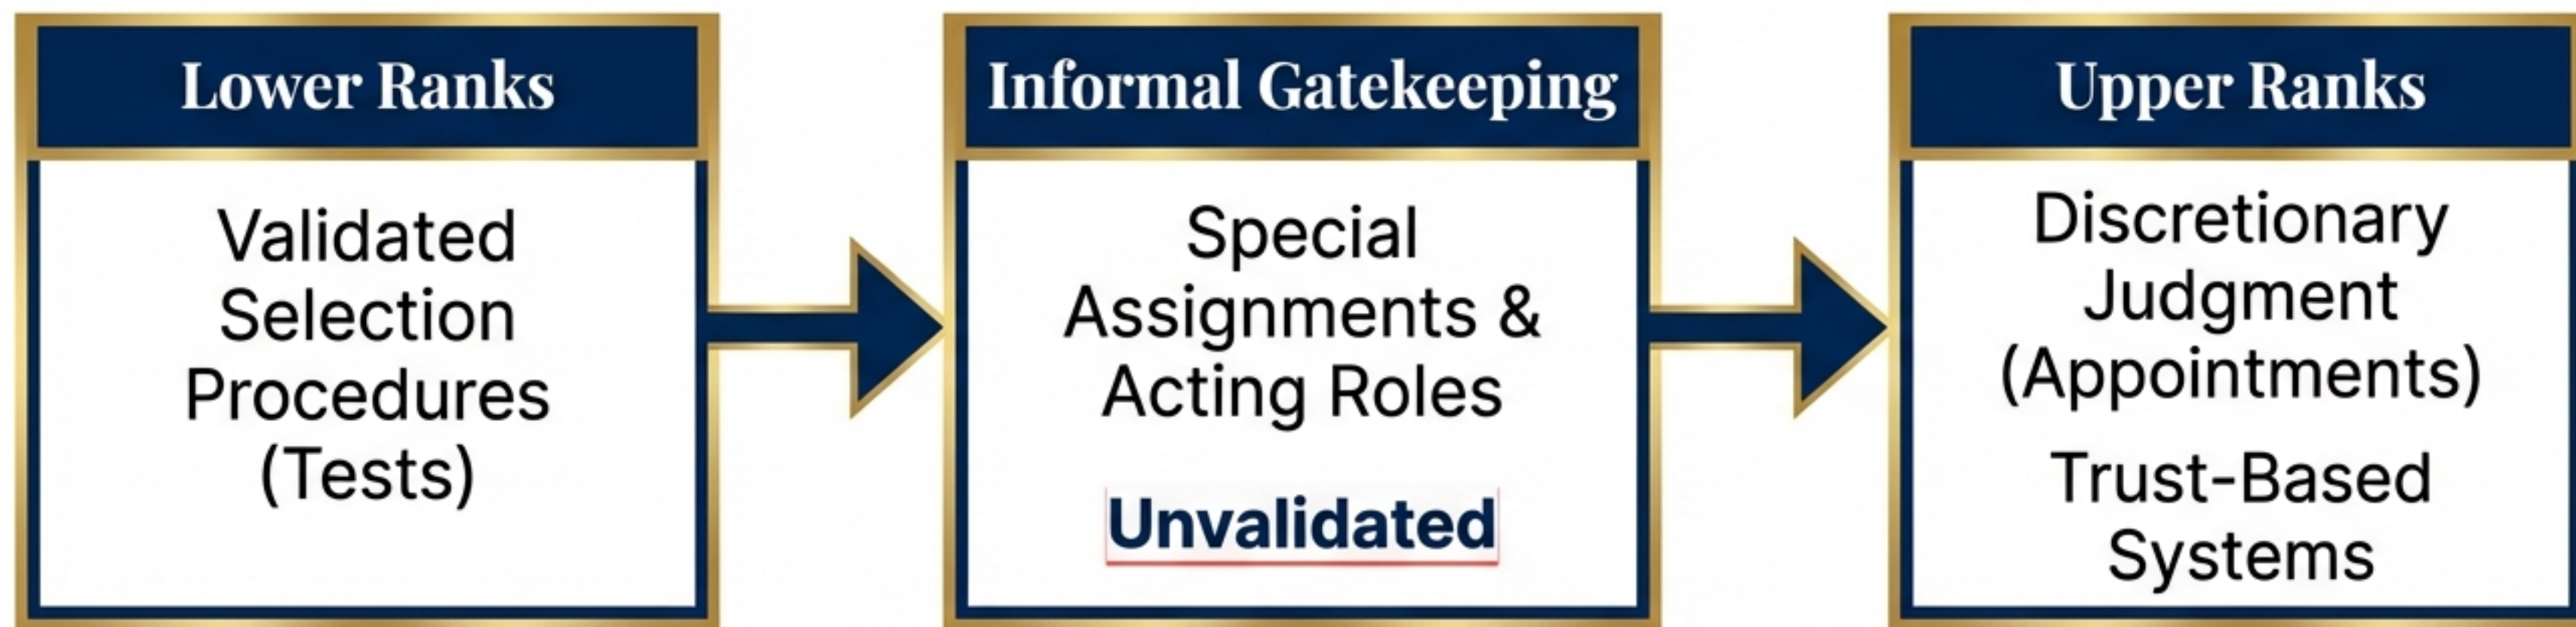 Lower Ranks
Validated
Selection
Procedures
(Tests)
Informal Gatekeeping
Special
Assignments &
Acting Roles
Unvalidated
Upper Ranks
Discretionary
Judgment
(Appointments)
Trust-Based
Systems